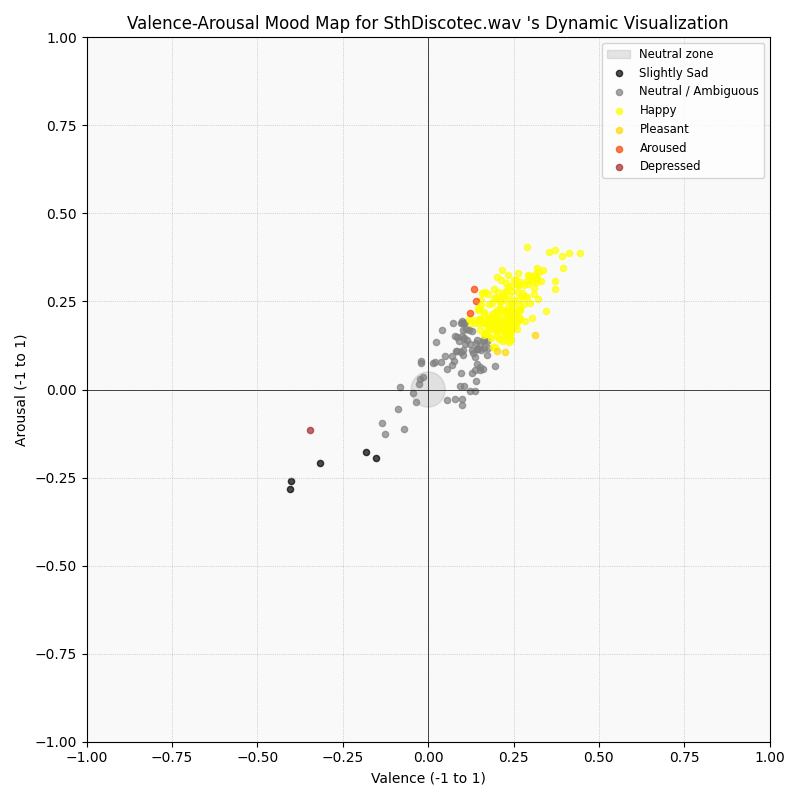 Valence-Arousal Mood Map for SthDiscotec.wav 's Dynamic Visualization
1.00
0.75
0.50
0.25
0.00
−0.25
−0.50
−0.75
−1.00
Arousal (-1 to 1)
Neutral zone
Slightly Sad
Neutral / Ambiguous
Happy
Pleasant
Aroused
Depressed
−1.00 −0.75 −0.50 −0.25 0.00 0.25 0.50 0.75 1.00
Valence (-1 to 1)